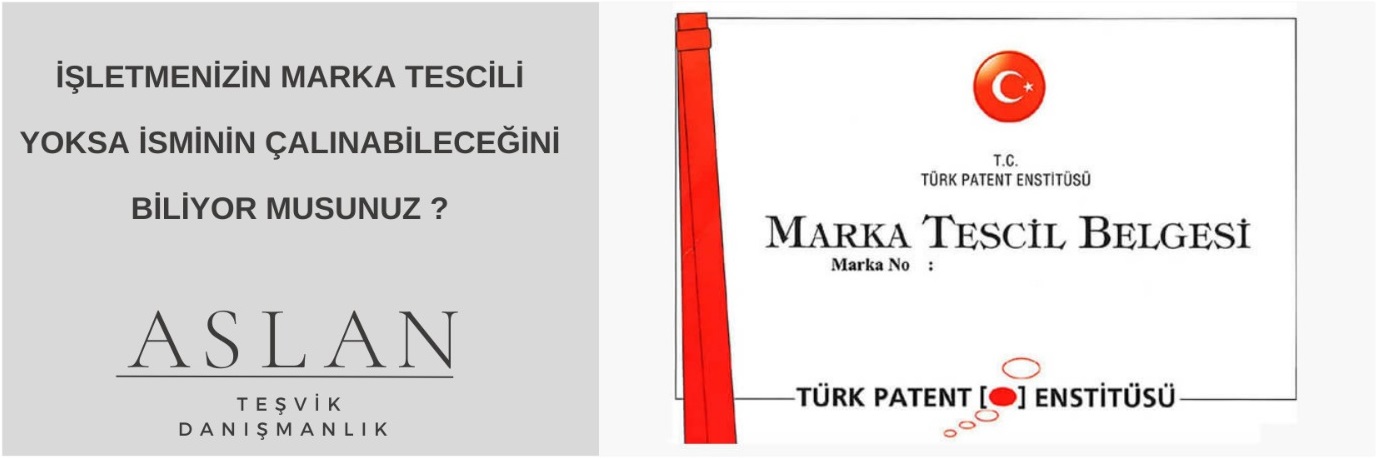 İŞLETMENİZİN MARKA TESCİLİ
YOKSA İSMİNİN ÇALINABİLECEĞİNİ
BİLİYOR MUSUNUZ ?
ASLAN
TEŞVİK
DANIŞMANLIK
T.C.
TÜRK PATENT ENSTİTÜSÜ
MARKA TESCİL BELGESİ
Marka No :
TÜRK PATENT [ ] ENSTİTÜSÜ